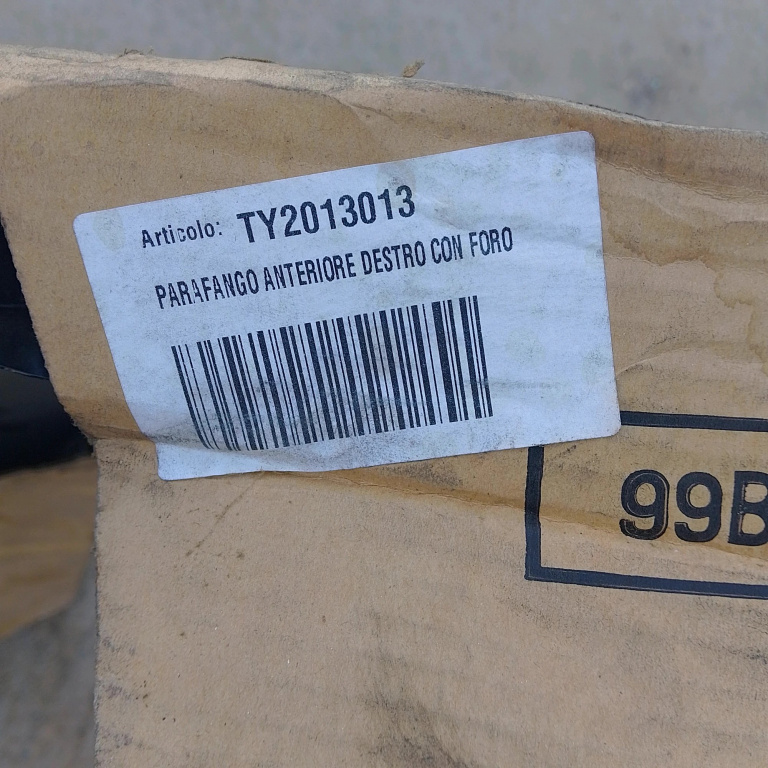 Articolo: TY2013013
PARAFANGO ANTERIORE DESTRO CON FORO
99B